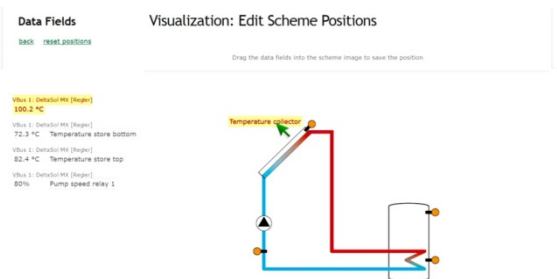 Data Fields
back reset positions
Visualization: Edit Scheme Positions
Drag the data fields into the scheme image to save the position
VBus 1: DeltaSol MX [Regler]
100.2 °C
VBus 1: DeltaSol MX [Regler]
72.3 °C Temperature store bottom
VBus 1: DeltaSol MX [Regler]
82.4 °C Temperature store top
VBus 1: DeltaSol MX [Regler]
80% Pump speed relay 1
Temperature collector